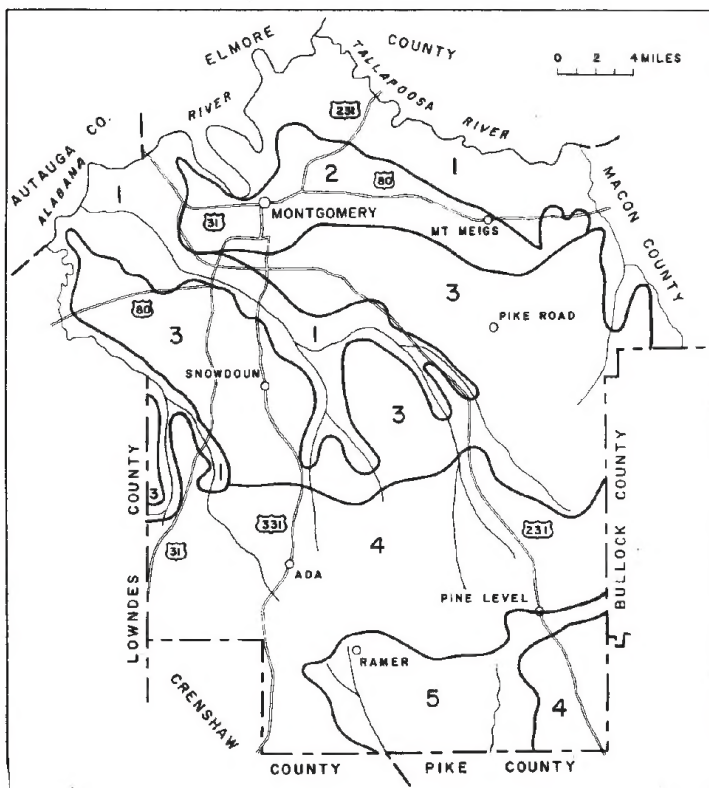 ELMORE COUNTY
TALLAPOOSA RIVER
0 2 4 MILES
AUTAUGA CO.
ALABAMA RIVER
231
1
1
2
80
MACON COUNTY
31
MONTGOMERY
MT MEIGS
3
80
3
1
PIKE ROAD
SNOWDOUN
3
LOWNDES COUNTY
3
1
331
4
231
BULLOCK COUNTY
31
ADA
PINE LEVEL
RAMER
CRENSHAW COUNTY
5
4
PIKE COUNTY